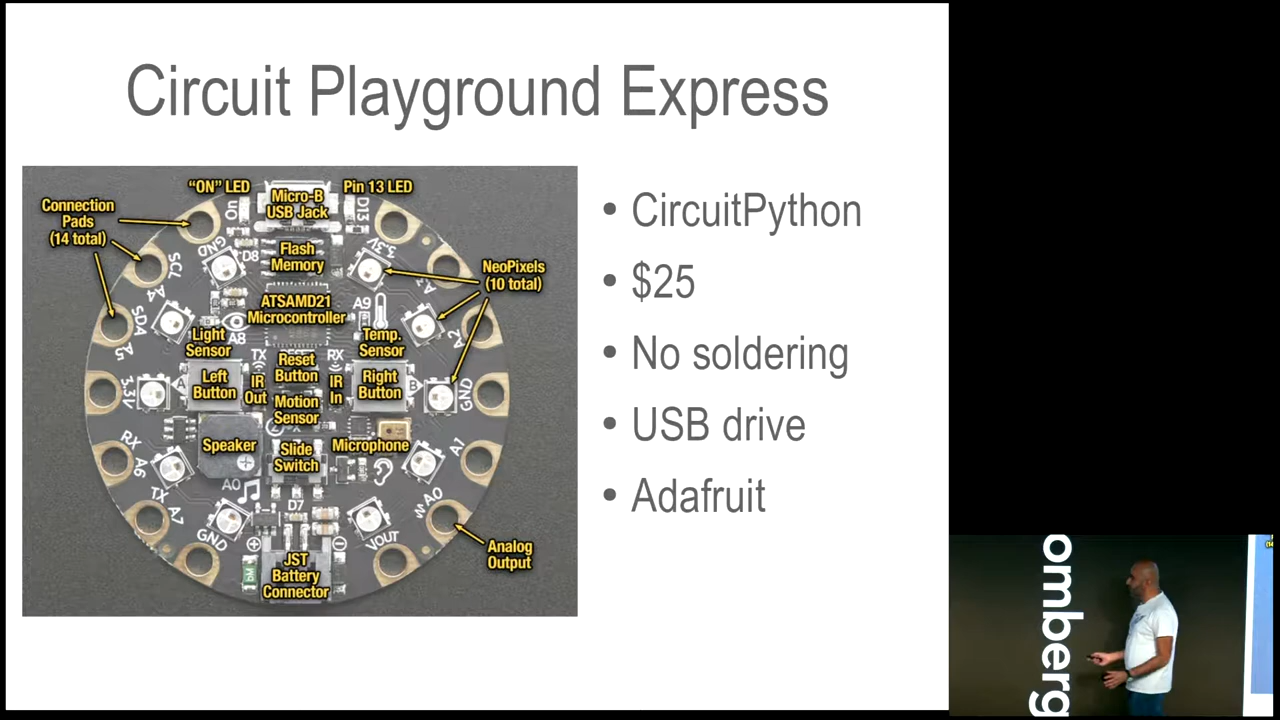 Circuit Playground Express
"ON" LED
Pin 13 LED
Connection
Pads
(14 total)
Micro-B
USB Jack
On
D13
GND
D8
Flash
Memory
3.3V
NeoPixels
(10 total)
SCL
A4
ATSAMD21
Microcontroller
A9
SDA
A5
Light
Sensor
A8
Temp.
Sensor
A2
TX
Reset
Button
RX
3.3V
A
Left
Button
IR
Out
Motion
Sensor
IR
In
Right
Button
B
GND
RX
A6
Speaker
Slide
Switch
Microphone
A1
TX
A7
A0
D7
A0
GND
VOUT
JST
Battery
Connector
Analog
Output
• CircuitPython
• $25
• No soldering
• USB drive
• Adafruit
omberg